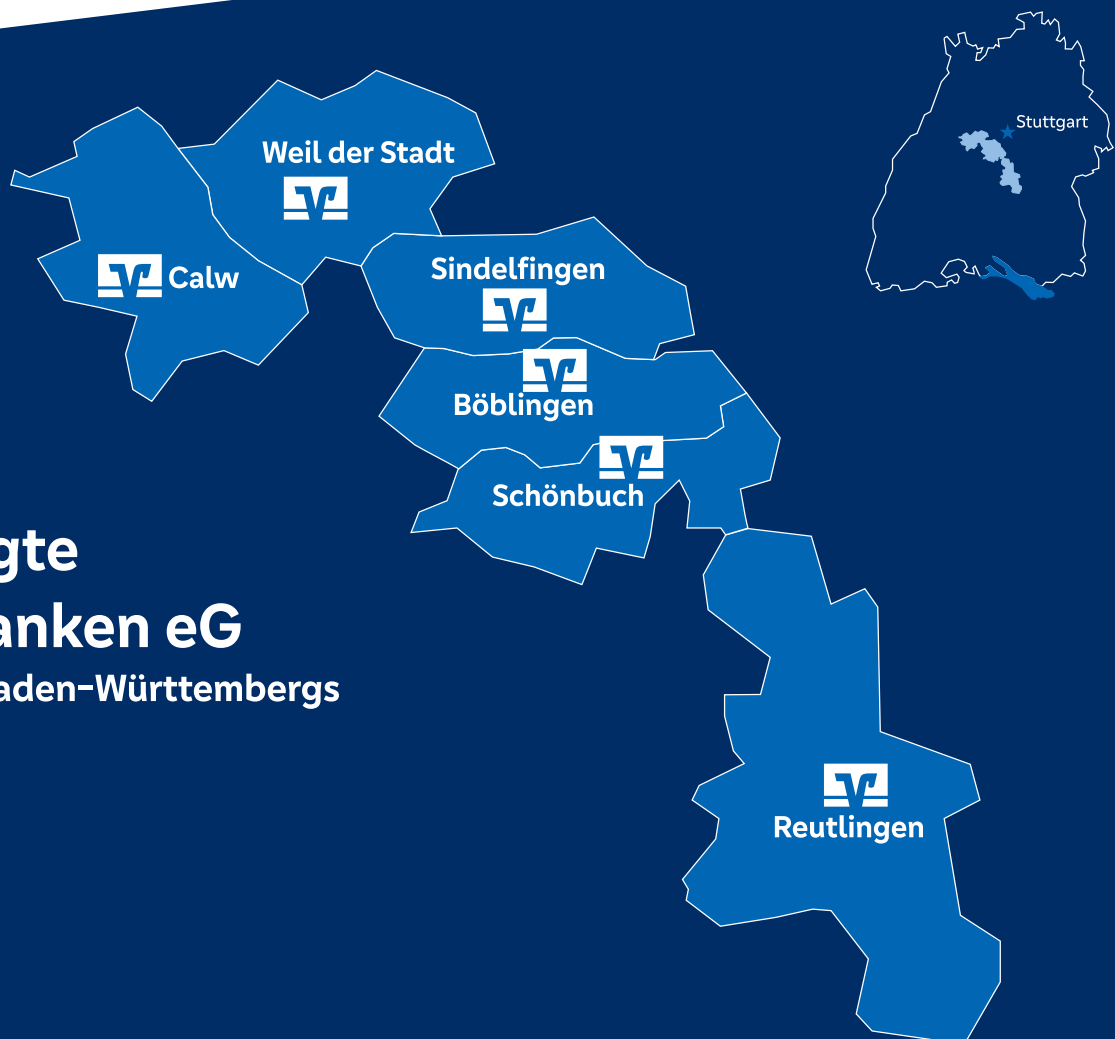 Stuttgart
Weil der Stadt
Calw
Sindelfingen
Böblingen
Schönbuch
gte
anken eG
aden-Württembergs
Reutlingen